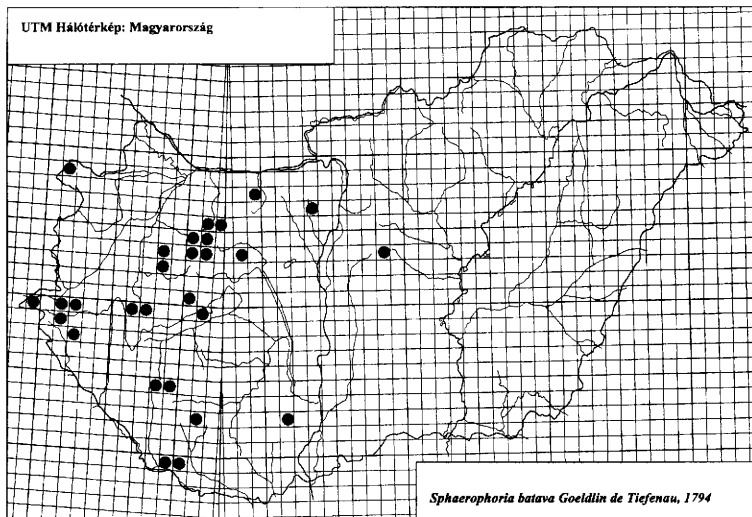 UTM Hálótérkép: Magyarország
Sphaerophoria batava Goeldlin de Tiefenau, 1794